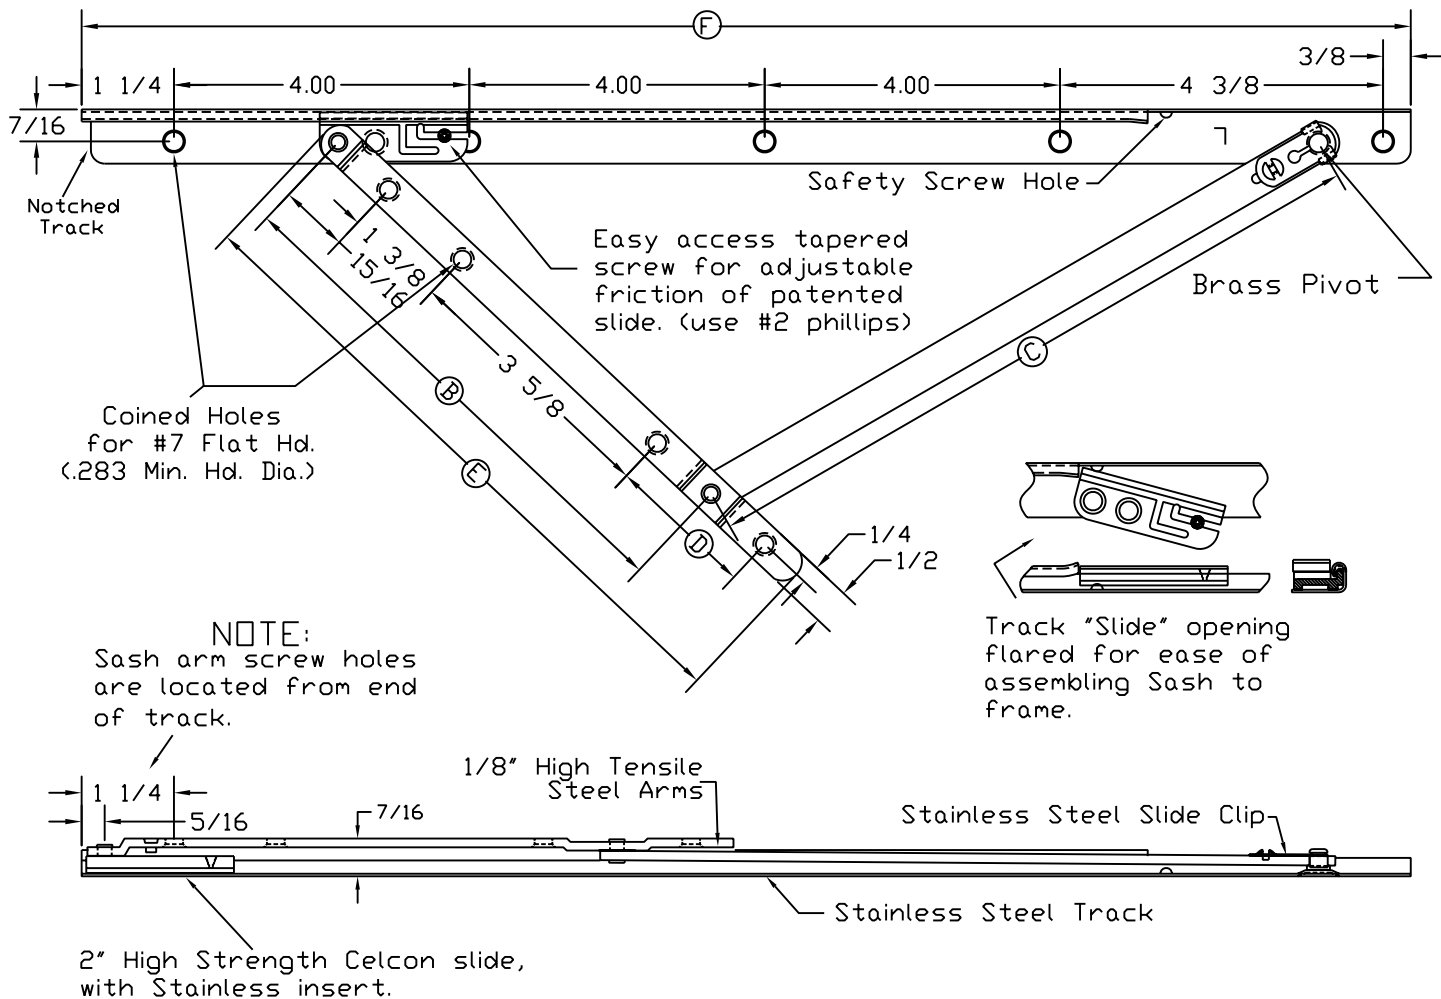 F
3/8
1 1/4
4.00
4.00
4.00
4 3/8
7/16
Safety Screw Hole
Notched
Track
1 3/8
15/16
Easy access tapered
screw for adjustable
friction of patented
slide. (use #2 phillips)
Brass Pivot
C
3 5/8
B
Coined Holes
for #7 Flat Hd.
(.283 Min. Hd. Dia.)
E
D
1/4
1/2
NOTE:
Sash arm screw holes
are located from end
of track.
Track "Slide" opening
flared for ease of
assembling Sash to
frame.
1/8" High Tensile
Steel Arms
1 1/4
5/16
7/16
Stainless Steel Slide Clip
Stainless Steel Track
2" High Strength Celcon slide,
with Stainless insert.